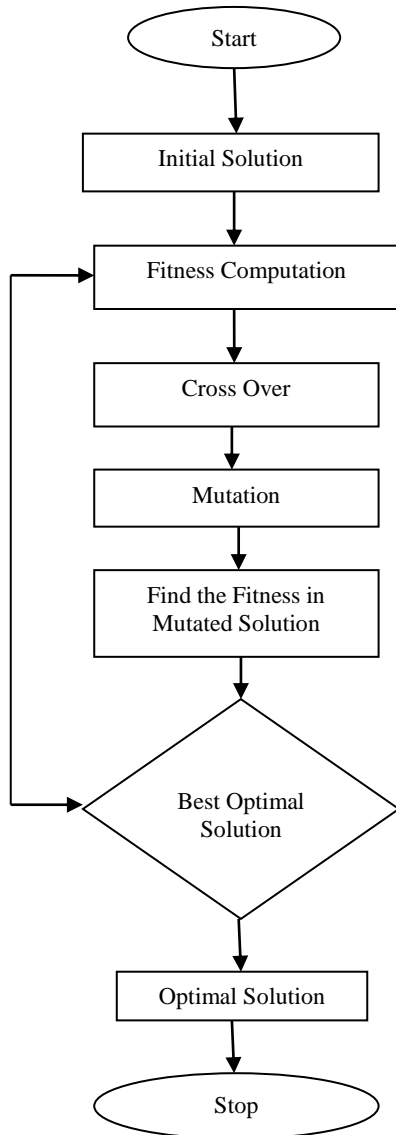 Start
Initial Solution
Fitness Computation
Cross Over
Mutation
Find the Fitness in
Mutated Solution
Best Optimal
Solution
Optimal Solution
Stop